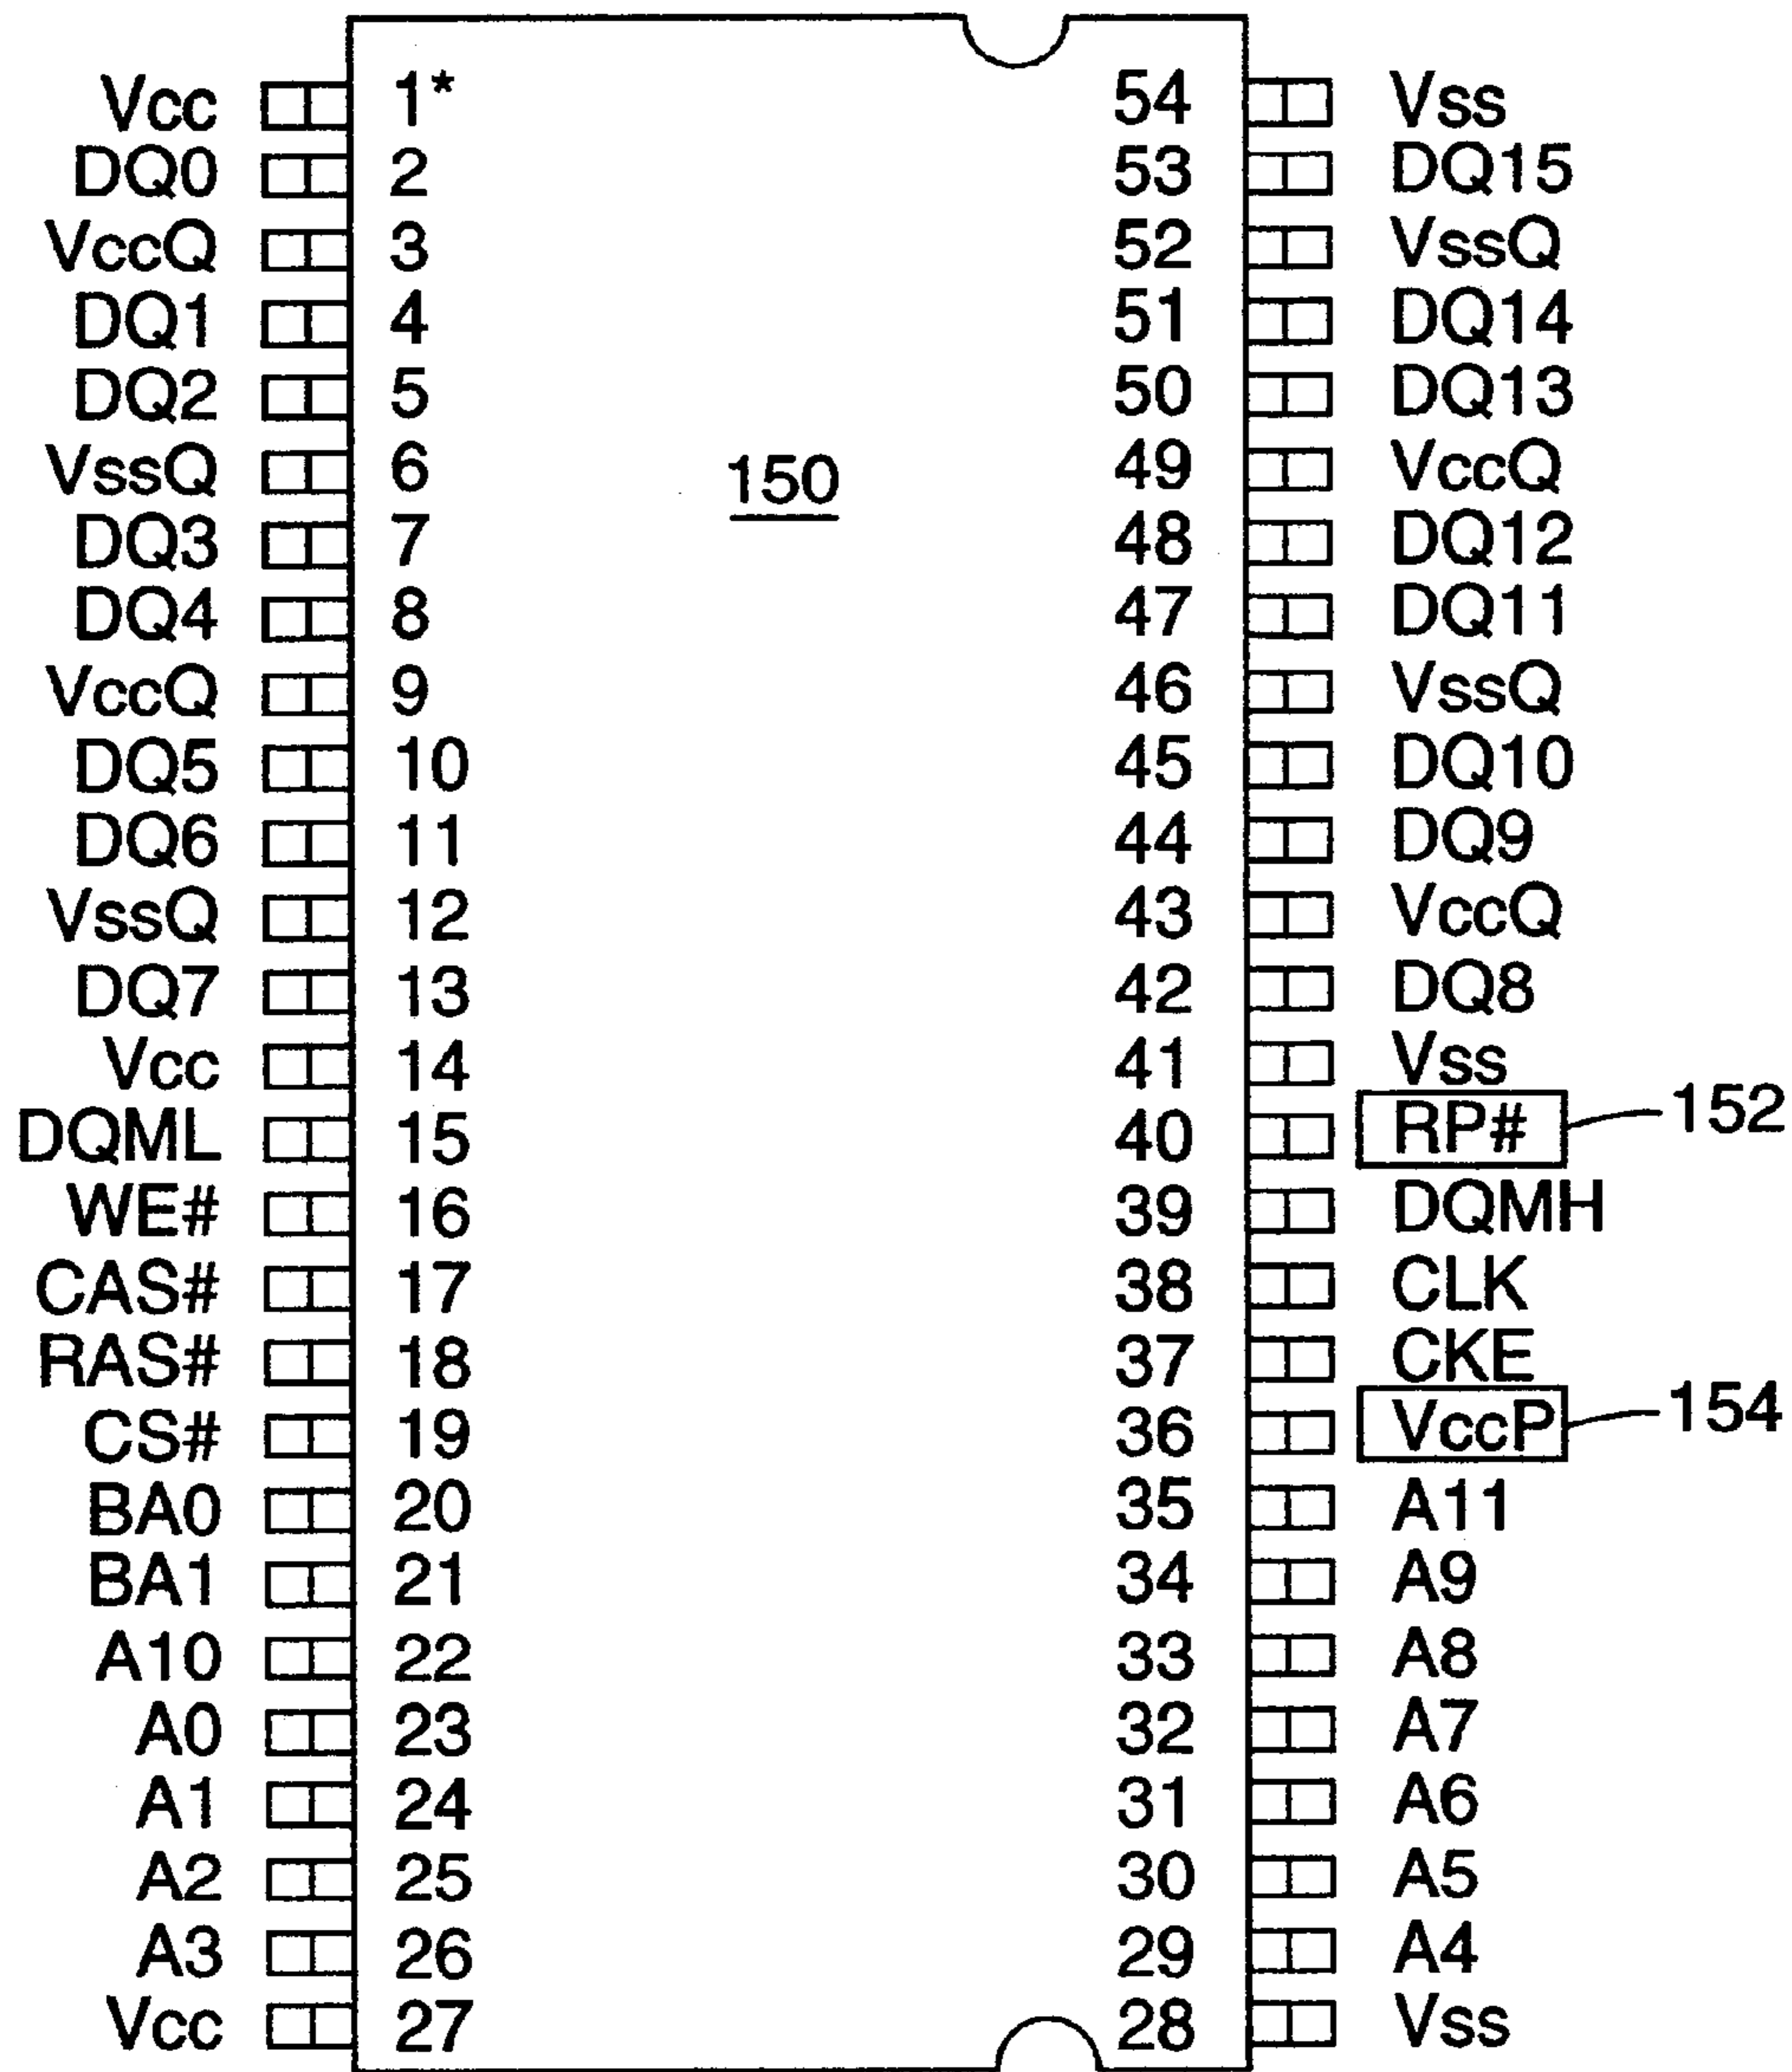 Vcc 1* 54 Vss
DQ0 2 53 DQ15
VccQ 3 52 VssQ
DQ1 4 51 DQ14
DQ2 5 50 DQ13
VssQ 6 150 49 VccQ
DQ3 7 48 DQ12
DQ4 8 47 DQ11
VccQ 9 46 VssQ
DQ5 10 45 DQ10
DQ6 11 44 DQ9
VssQ 12 43 VccQ
DQ7 13 42 DQ8
Vcc 14 41 Vss
DQML 15 40 RP# 152
WE# 16 39 DQMH
CAS# 17 38 CLK
RAS# 18 37 CKE
CS# 19 36 VccP 154
BA0 20 35 A11
BA1 21 34 A9
A10 22 33 A8
A0 23 32 A7
A1 24 31 A6
A2 25 30 A5
A3 26 29 A4
Vcc 27 28 Vss